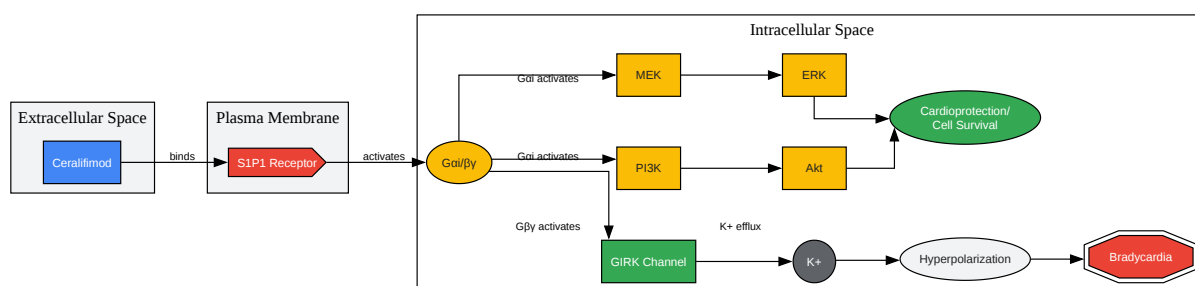 Intracellular Space
Extracellular Space
Plasma Membrane
Ceralifimod
binds
S1P1 Receptor
activates
Gαi/βγ
Gαi activates
MEK
ERK
Cardioprotection/
Cell Survival
Gαi activates
PI3K
Akt
Gβγ activates
GIRK Channel
K+ efflux
K+
Hyperpolarization
Bradycardia